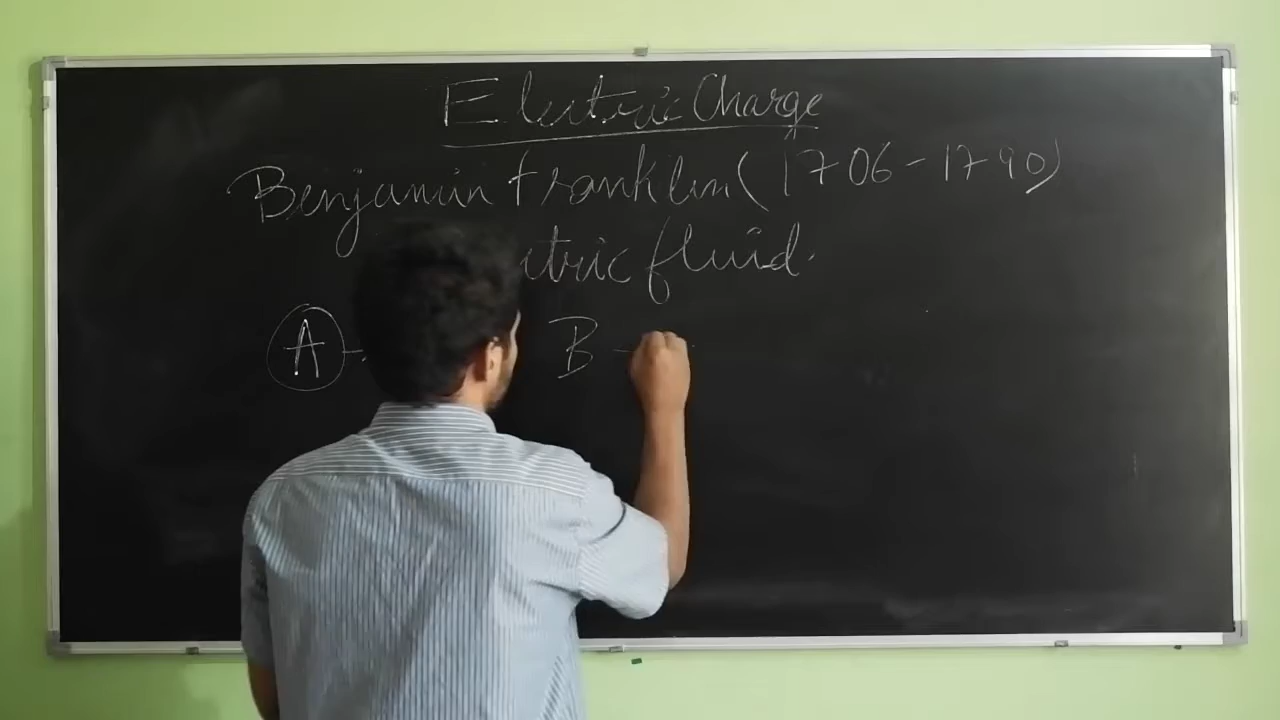 Electric Charge
Benjamin Franklin (1706-1790)
fluid.
A B -